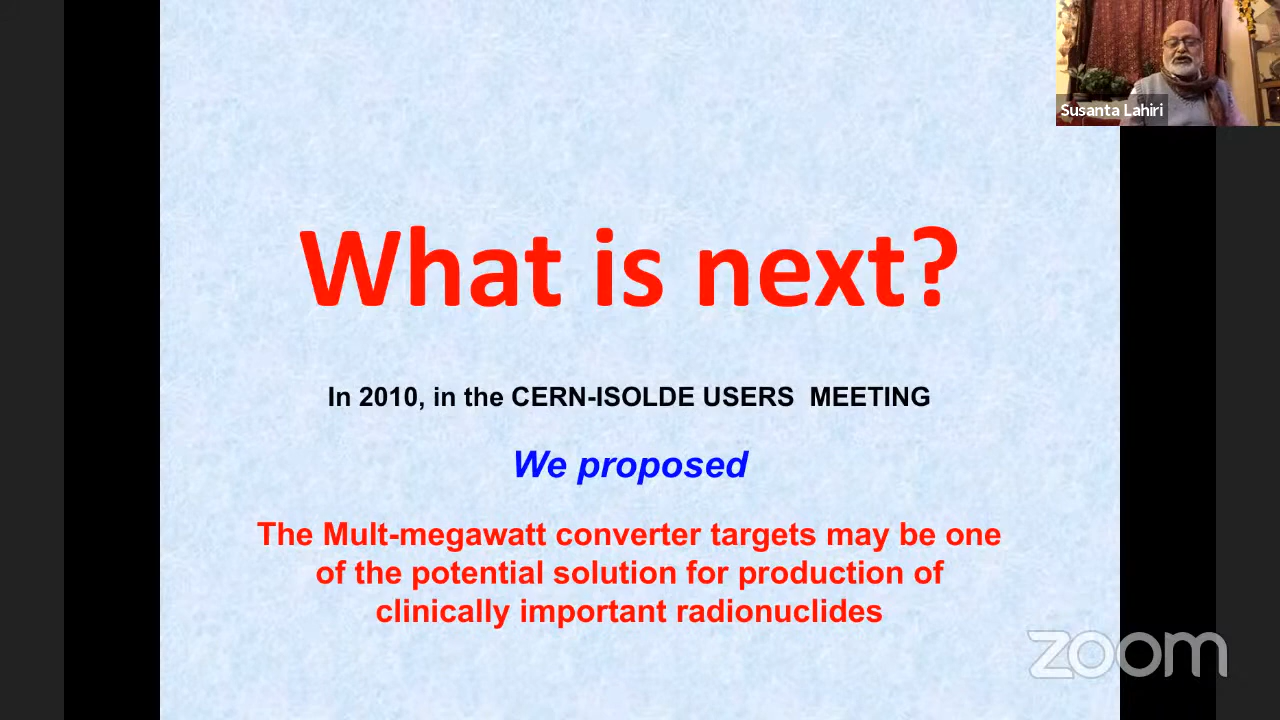 Susanta Lahiri
What is next?
In 2010, in the CERN-ISOLDE USERS MEETING
We proposed
The Mult-megawatt converter targets may be one
of the potential solution for production of
clinically important radionuclides
zoom